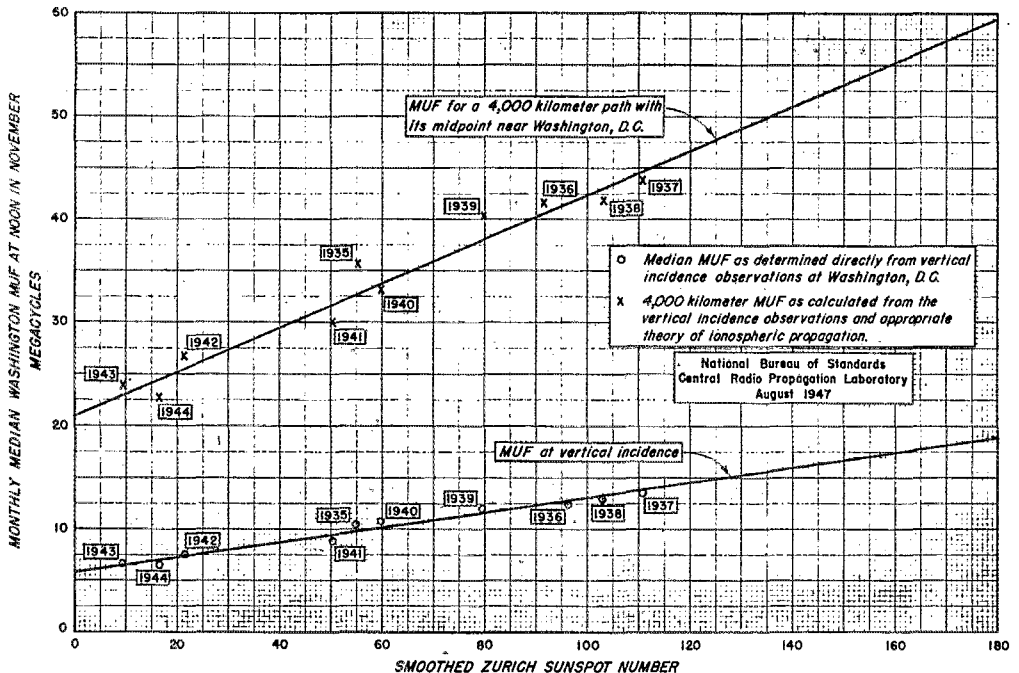 60
50
40
30
20
10
0
0 20 40 60 80 100 120 140 160 180
MONTHLY MEDIAN WASHINGTON MUF AT NOON IN NOVEMBER
MEGACYCLES
SMOOTHED ZURICH SUNSPOT NUMBER
MUF for a 4,000 kilometer path with
its midpoint near Washington, D.C.
1943
1944
1942
1935
1941
1940
1939
1936
1938
1937
o Median MUF as determined directly from vertical
incidence observations at Washington, D.C.
x 4,000 kilometer MUF as calculated from the
vertical incidence observations and appropriate
theory of ionospheric propagation.
National Bureau of Standards
Central Radio Propagation Laboratory
August 1947
MUF at vertical incidence
1943
1944
1942
1935
1941
1940
1939
1936
1938
1937